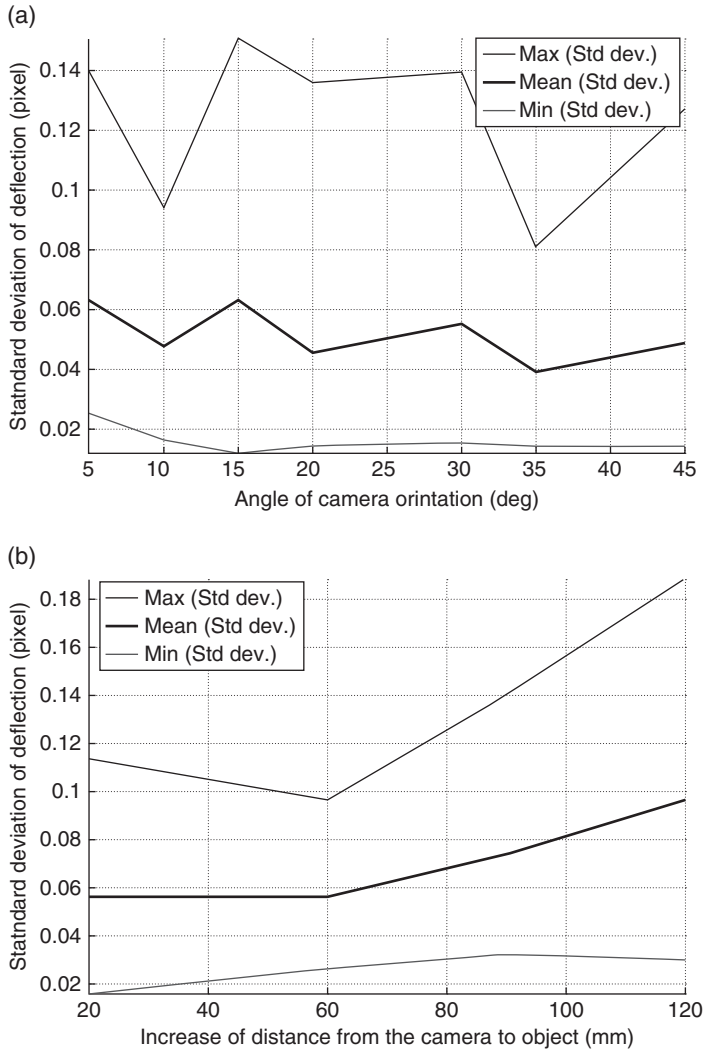 (a)
Max (Std dev.)
Mean (Std dev.)
Min (Std dev.)
Statndard deviation of deflection (pixel)
0.14
0.12
0.1
0.08
0.06
0.04
0.02
5 10 15 20 25 30 35 40 45
Angle of camera orintation (deg)
(b)
Max (Std dev.)
Mean (Std dev.)
Min (Std dev.)
Statndard deviation of deflection (pixel)
0.18
0.16
0.14
0.12
0.1
0.08
0.06
0.04
0.02
20 40 60 80 100 120
Increase of distance from the camera to object (mm)